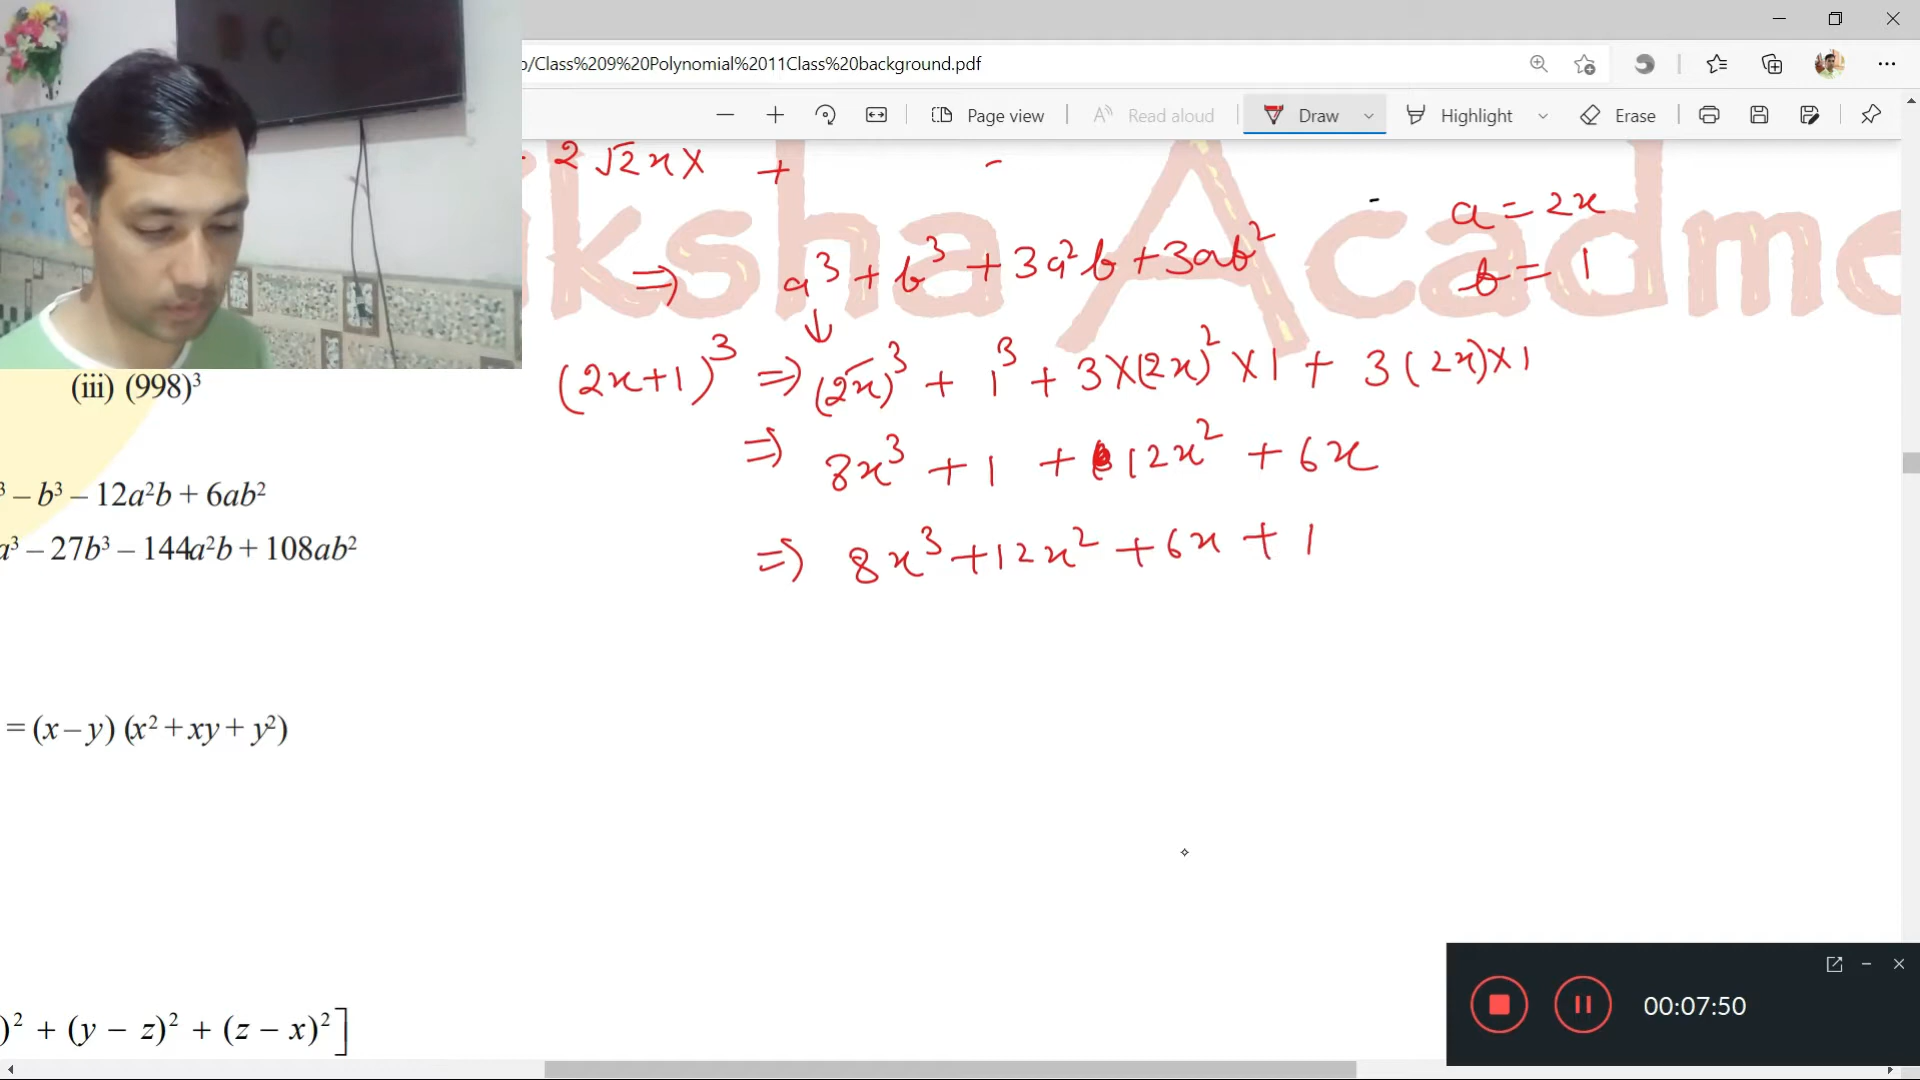 /Class%209%20Polynomial%2011Class%20background.pdf
Page view
Read aloud
Draw
Highlight
Erase
iksha Acadme
2 √2x × + -
a = 2x
b = 1
⇒ a³ + b³ + 3a²b + 3ab²
↓
(2x+1)³ ⇒ (2x)³ + 1³ + 3×(2x)²×1 + 3(2x)×1
⇒ 8x³ + 1 + 12x² + 6x
⇒ 8x³ + 12x² + 6x + 1
(iii) (998)³
³ – b³ – 12a²b + 6ab²
a³ – 27b³ – 144a²b + 108ab²
= (x – y) (x² + xy + y²)
)² + (y – z)² + (z – x)²]
00:07:50